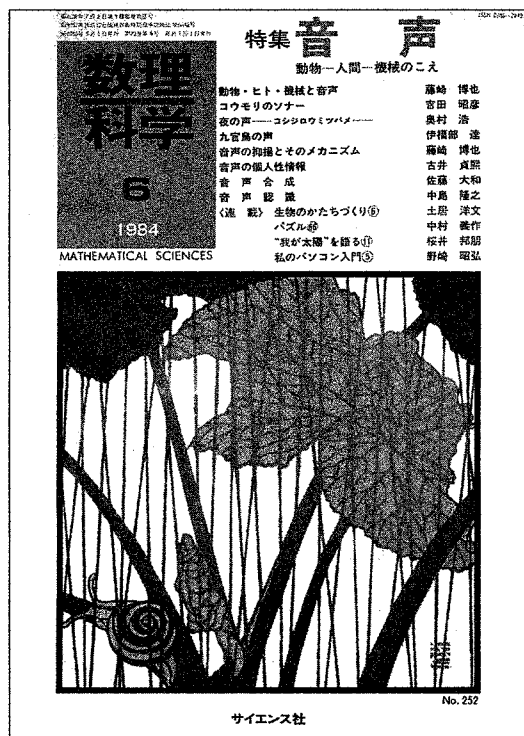 特集 音声
動物—人間—機械のこえ
数理
科学
6
1984
MATHEMATICAL SCIENCES
動物・ヒト・機械と音声 藤崎 博也
コウモリのソナー 宮田 昭彦
夜の声——コシジロウミツバメ—— 奥村 浩
九官鳥の声 伊福部 達
音声の抑揚とそのメカニズム 藤崎 博也
音声の個人性情報 古井 貞煕
音声合成 佐藤 大和
音声認識 中島 隆之
〈連載〉 生物のかたちづくり⑥ 土居 洋文
パズル 中村 義作
"我が太陽"を語る⑪ 桜井 邦朋
私のパソコン入門⑤ 野崎 昭弘
No. 252
サイエンス社